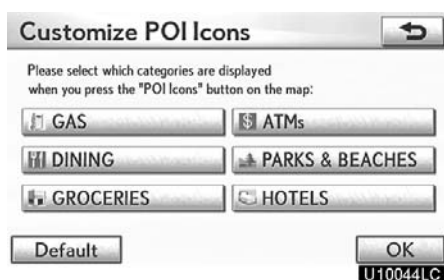 Customize POI Icons
Please select which categories are displayed
when you press the "POI Icons" button on the map:
GAS
$ ATMs
DINING
PARKS & BEACHES
GROCERIES
HOTELS
Default
OK
U10044LC